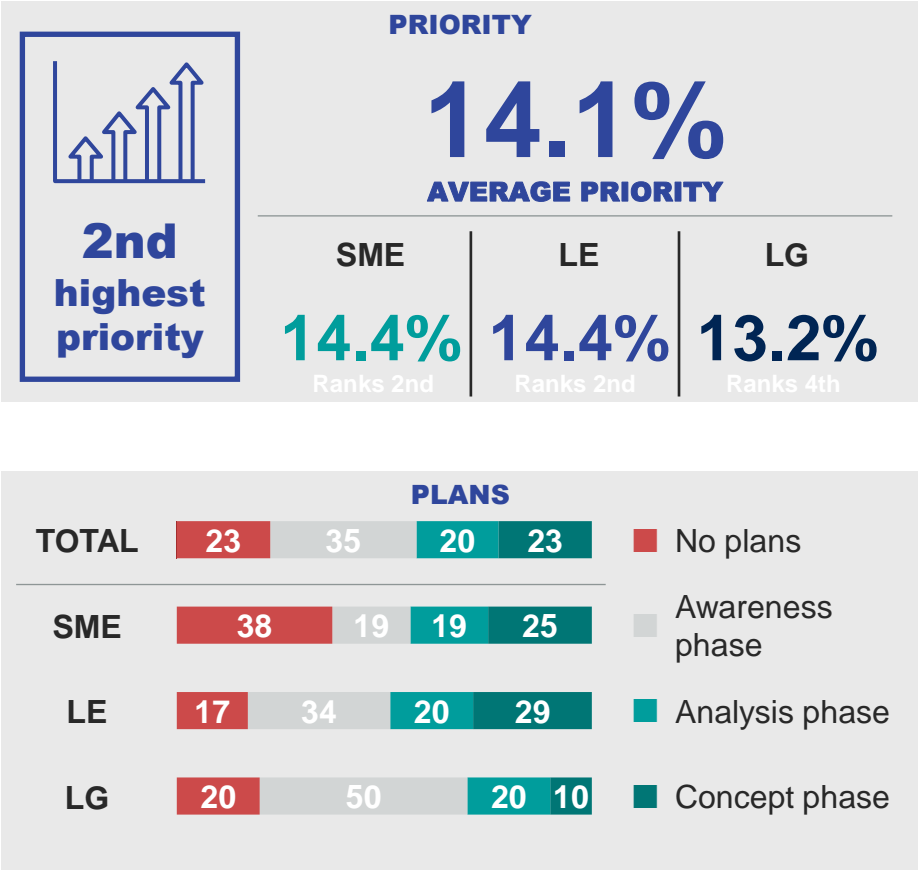 PRIORITY
2nd
highest
priority
14.1%
AVERAGE PRIORITY
SME
LE
LG
14.4%
14.4%
13.2%
Ranks 2nd
Ranks 2nd
Ranks 4th
PLANS
TOTAL
23
35
20
23
No plans
SME
38
19
19
25
Awareness
phase
LE
17
34
20
29
Analysis phase
LG
20
50
20
10
Concept phase